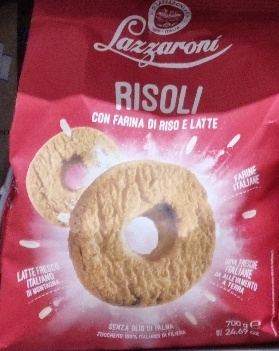 Lazzaroni
RISOLI
CON FARINA DI RISO E LATTE
FARINE
ITALIANE
LATTE FRESCO
ITALIANO
DI MONTAGNA
UOVA FRESCHE
ITALIANE
DA ALLEVAMENTO
A TERRA
SENZA OLIO DI PALMA
ZUCCHERO 100% ITALIANO DI FILIERA
700 g e
24.69